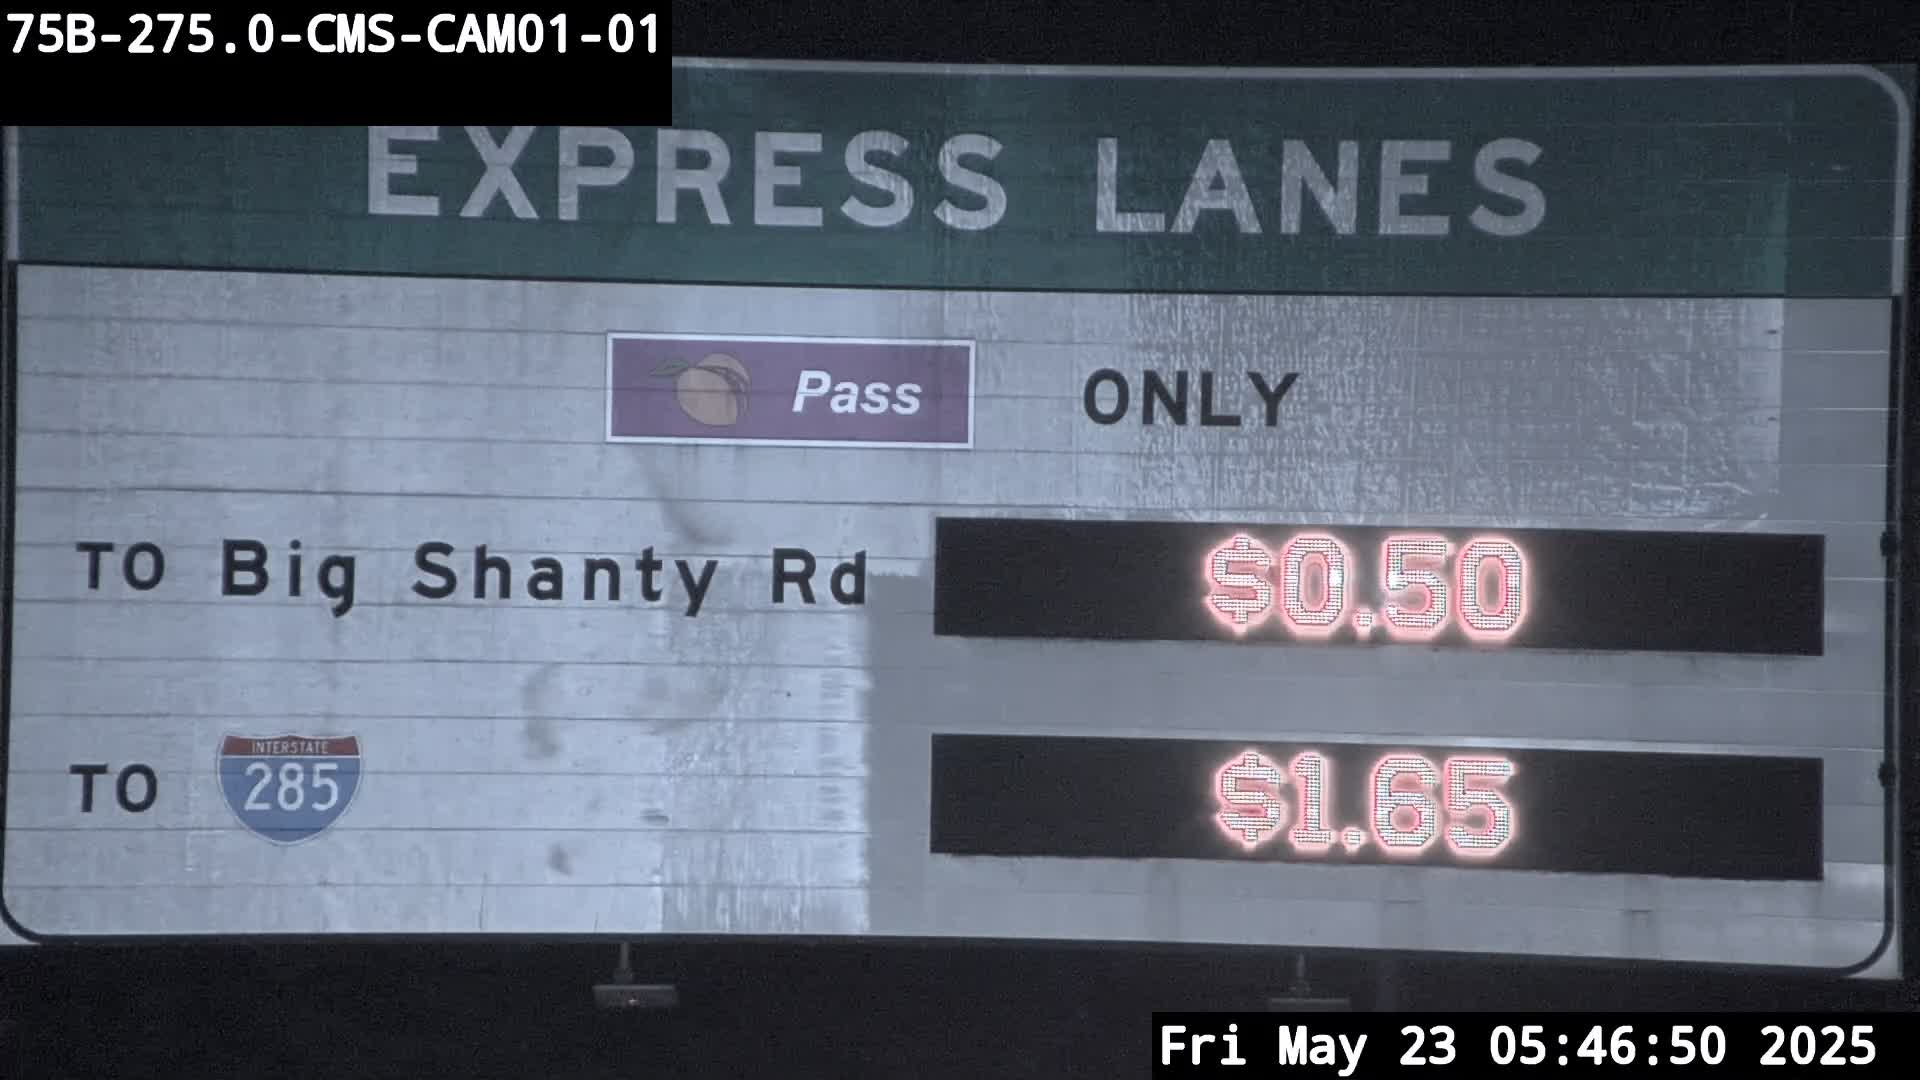 75B-275.0-CMS-CAM01-01
EXPRESS LANES
Pass ONLY
TO Big Shanty Rd $0.50
TO INTERSTATE 285 $1.65
Fri May 23 05:46:50 2025